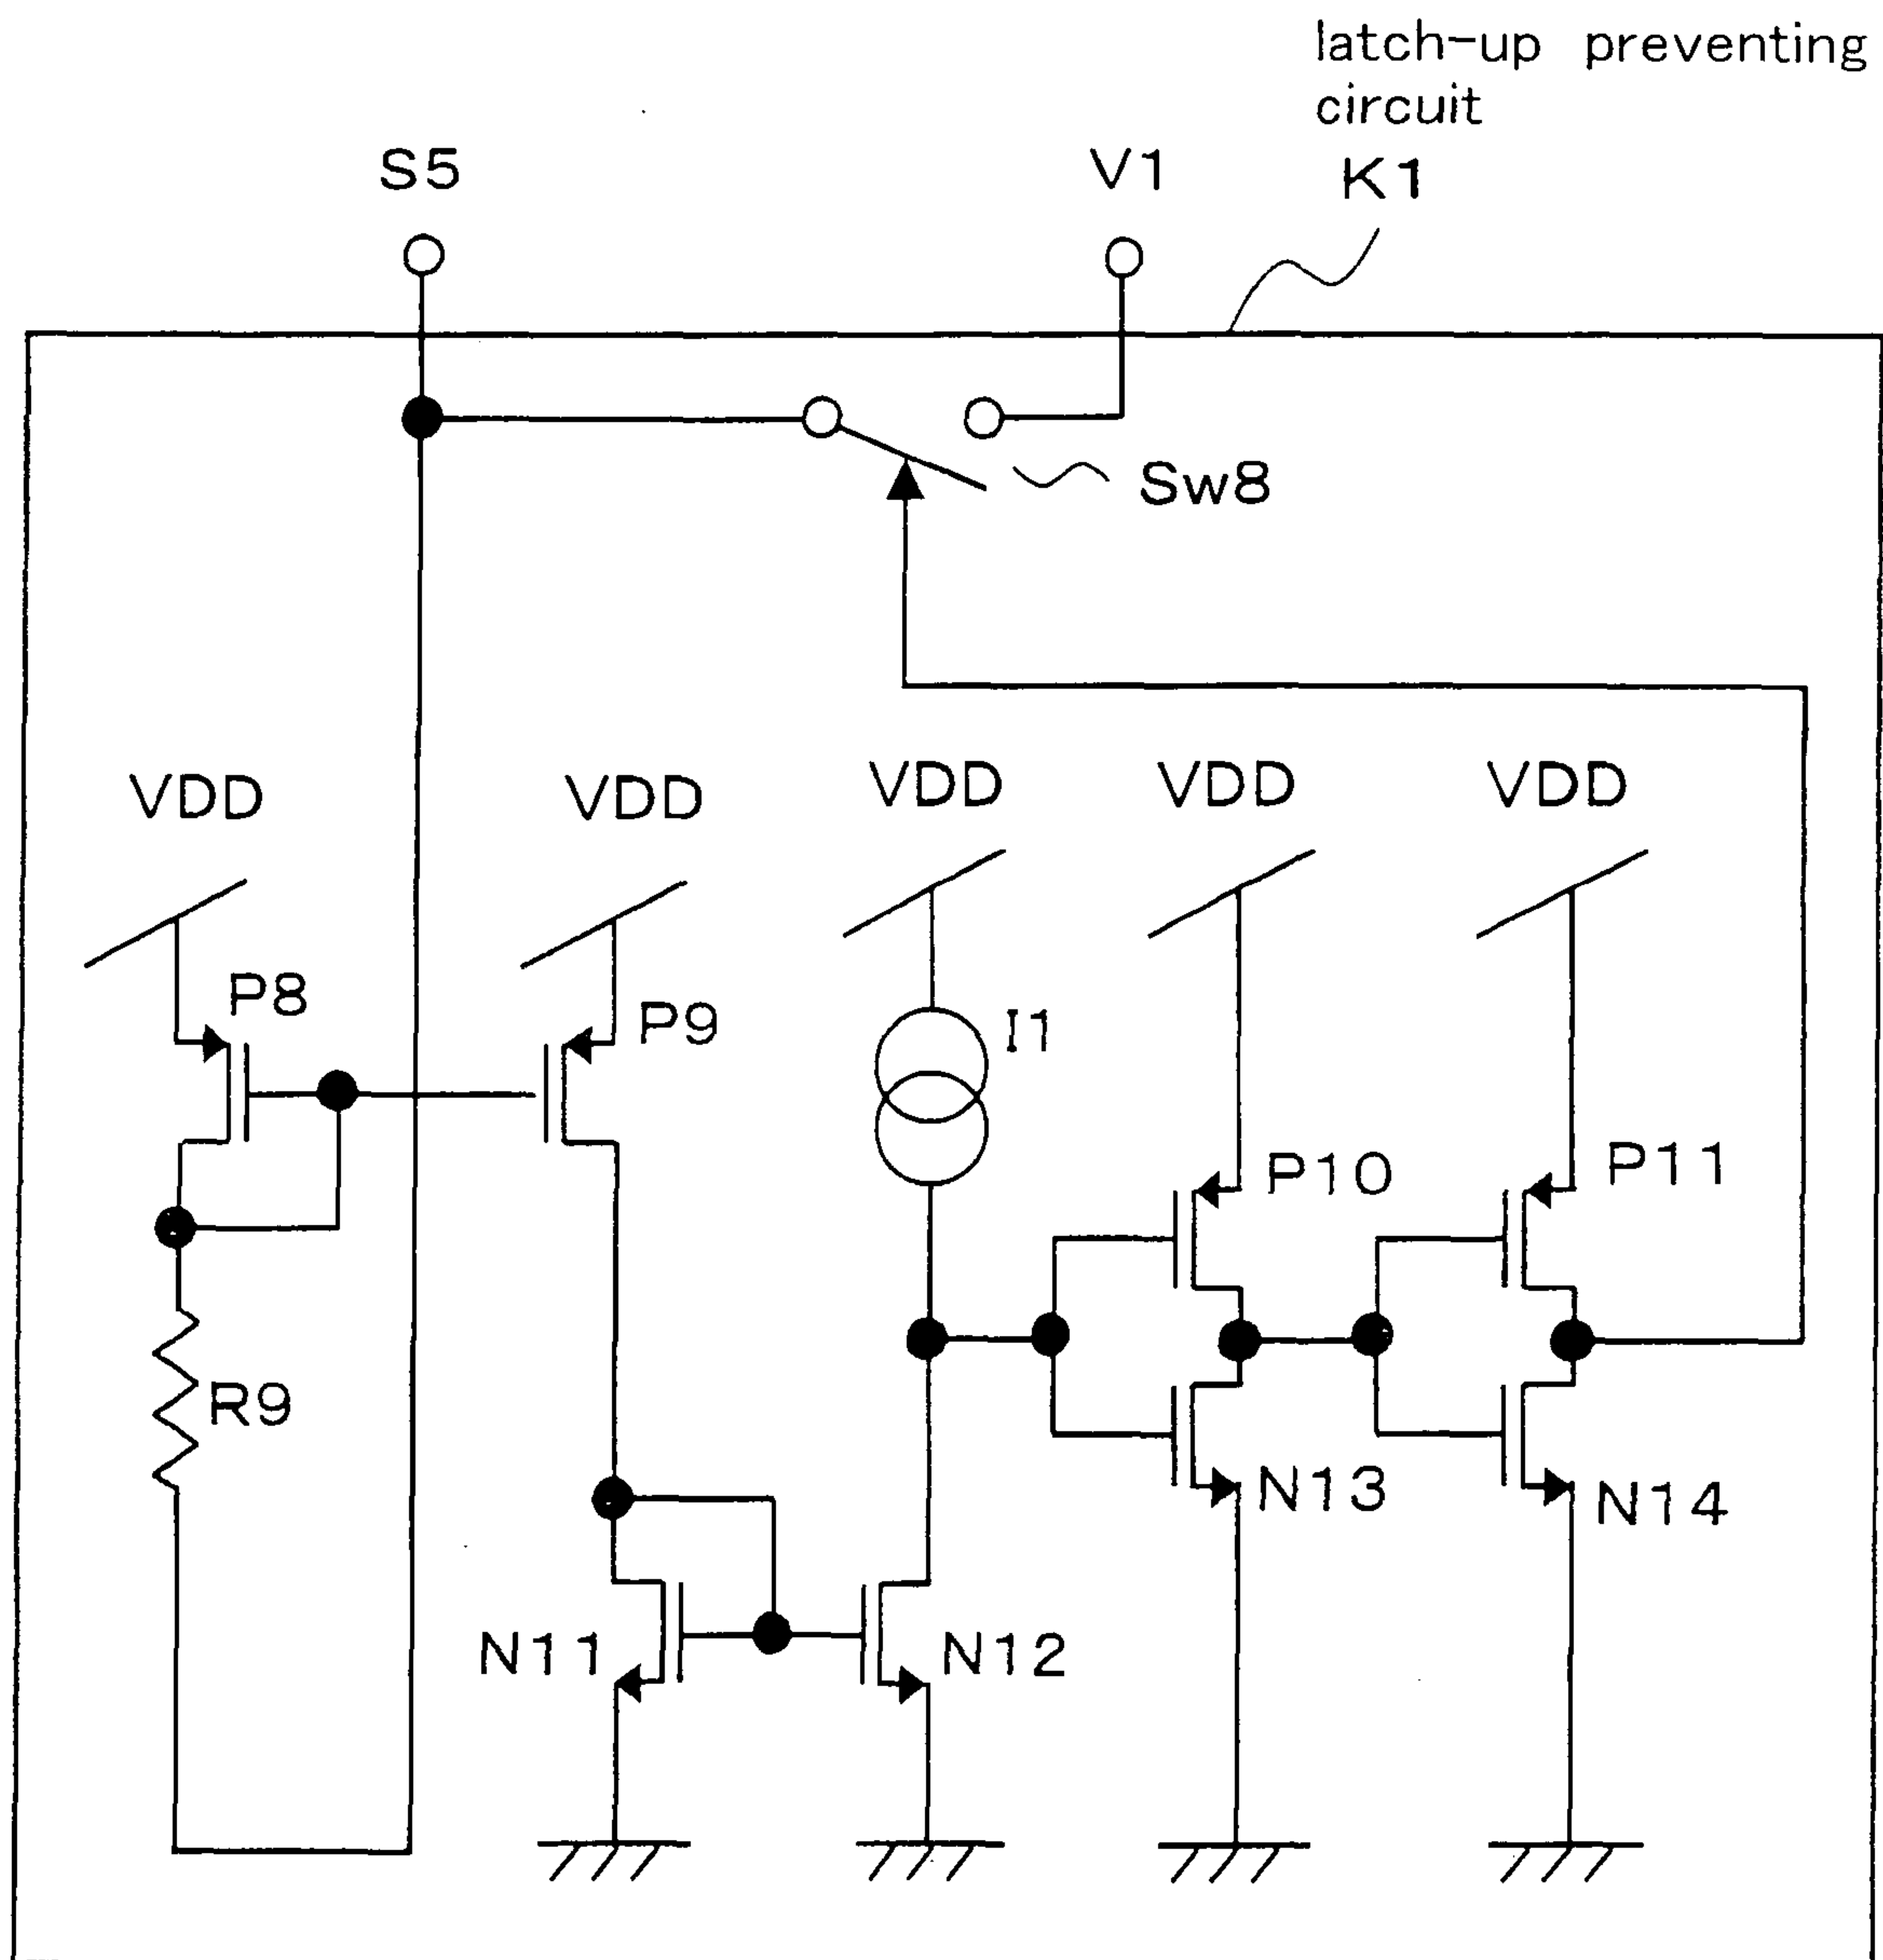 latch-up preventing
circuit
S5
V1
K1
Sw8
VDD
VDD
VDD
VDD
VDD
P8
P9
I1
P10
P11
R9
N13
N14
N11
N12